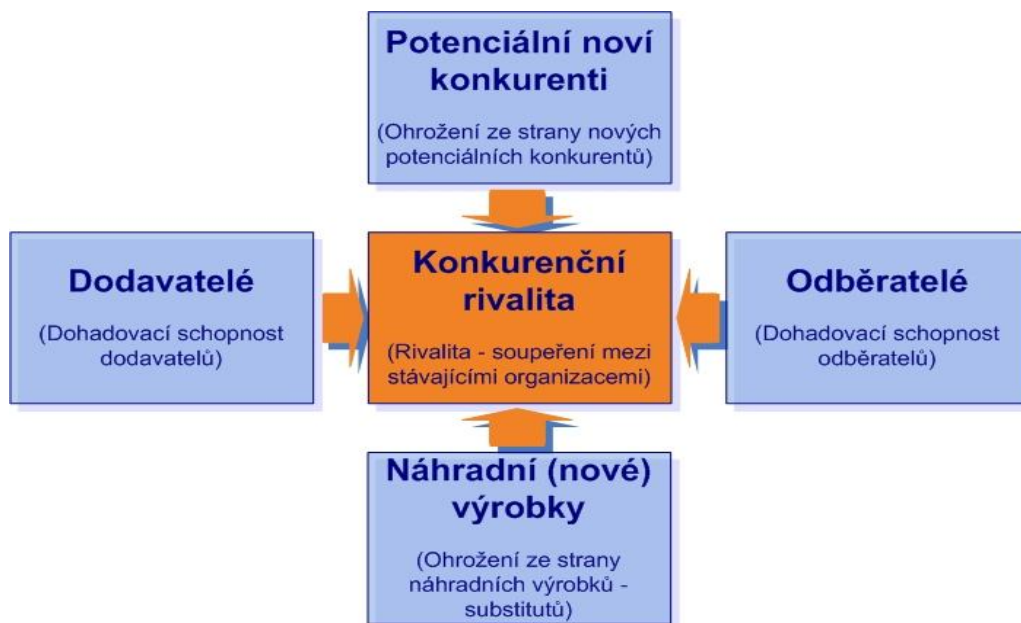 Potenciální noví
konkurenti
(Ohrožení ze strany nových
potenciálních konkurentů)
Dodavatelé
(Dohadovací schopnost
dodavatelů)
Konkurenční
rivalita
(Rivalita - soupeření mezi
stávajícími organizacemi)
Odběratelé
(Dohadovací schopnost
odběratelů)
Náhradní (nové)
výrobky
(Ohrožení ze strany
náhradních výrobků -
substitutů)